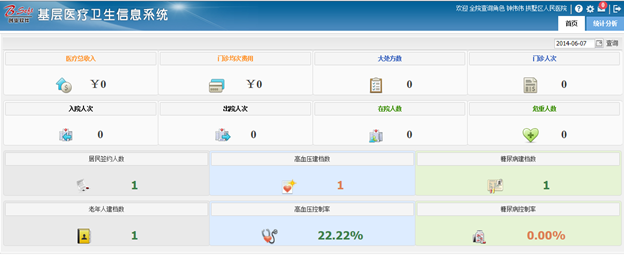 基层医疗卫生信息系统
欢迎 全院查询角色 钟伟伟 拱墅区人民医院
首页 统计分析
2014-06-07 查询
医疗总收入 门诊均次费用 大处方数 门诊人次
￥0 ￥0 0 0
入院人次 出院人次 在院人数 危重人数
0 0 0 0
居民签约人数 高血压建档数 糖尿病建档数
1 1 1
老年人建档数 高血压控制率 糖尿病控制率
1 22.22% 0.00%